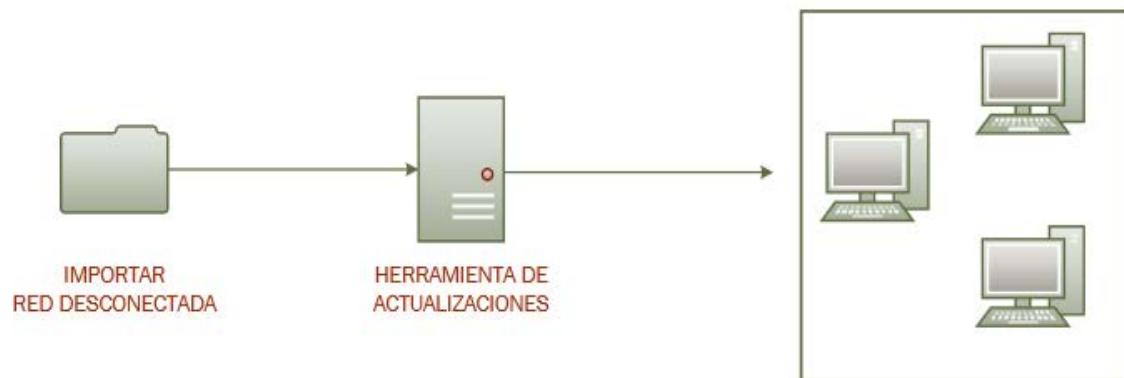 IMPORTAR
RED DESCONECTADA
HERRAMIENTA DE
ACTUALIZACIONES